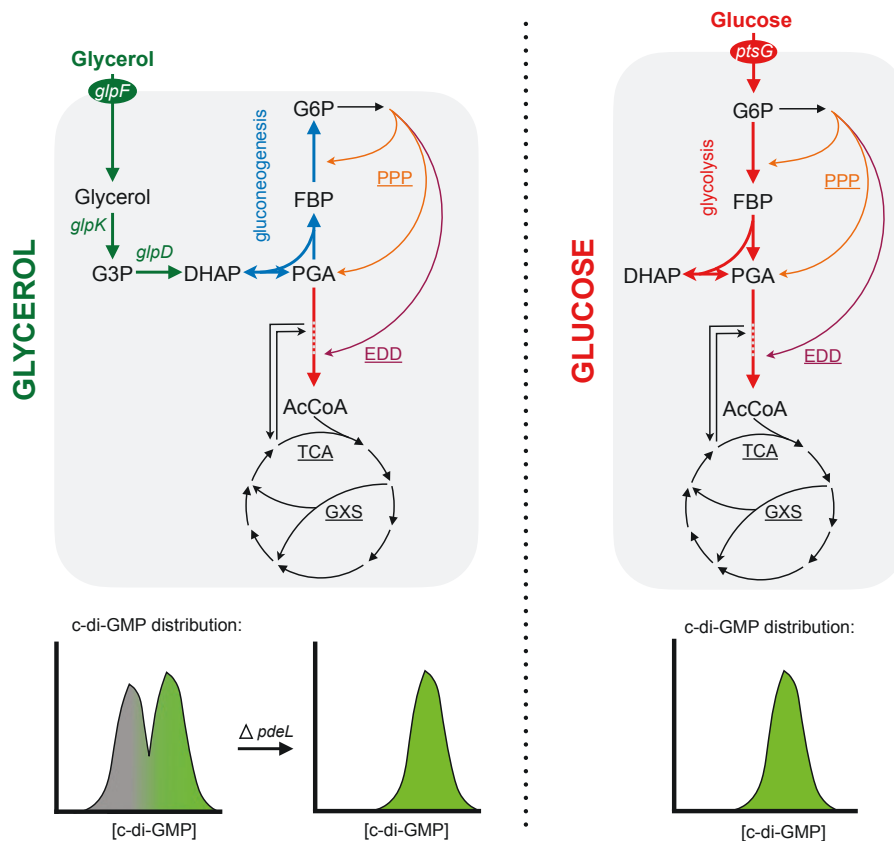 GLYCEROL
Glycerol
glpF
Glycerol
glpK
G3P
glpD
DHAP
PGA
FBP
G6P
gluconeogenesis
PPP
EDD
AcCoA
TCA
GXS
c-di-GMP distribution:
[c-di-GMP]
△ pdeL
[c-di-GMP]
GLUCOSE
Glucose
ptsG
G6P
glycolysis
PPP
FBP
DHAP
PGA
EDD
AcCoA
TCA
GXS
c-di-GMP distribution:
[c-di-GMP]